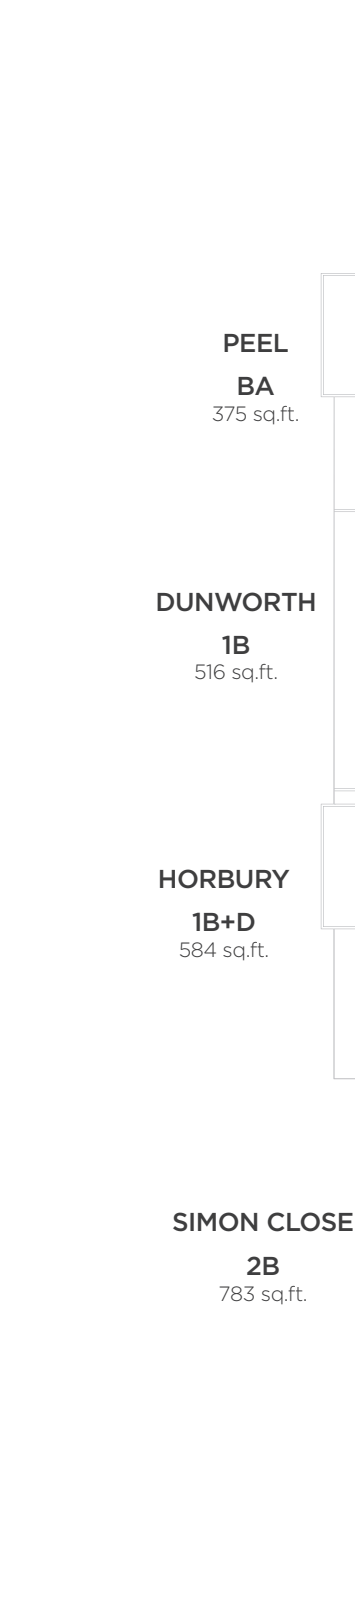 PEEL
BA
375 sq.ft.
DUNWORTH
1B
516 sq.ft.
HORBURY
1B+D
584 sq.ft.
SIMON CLOSE
2B
783 sq.ft.